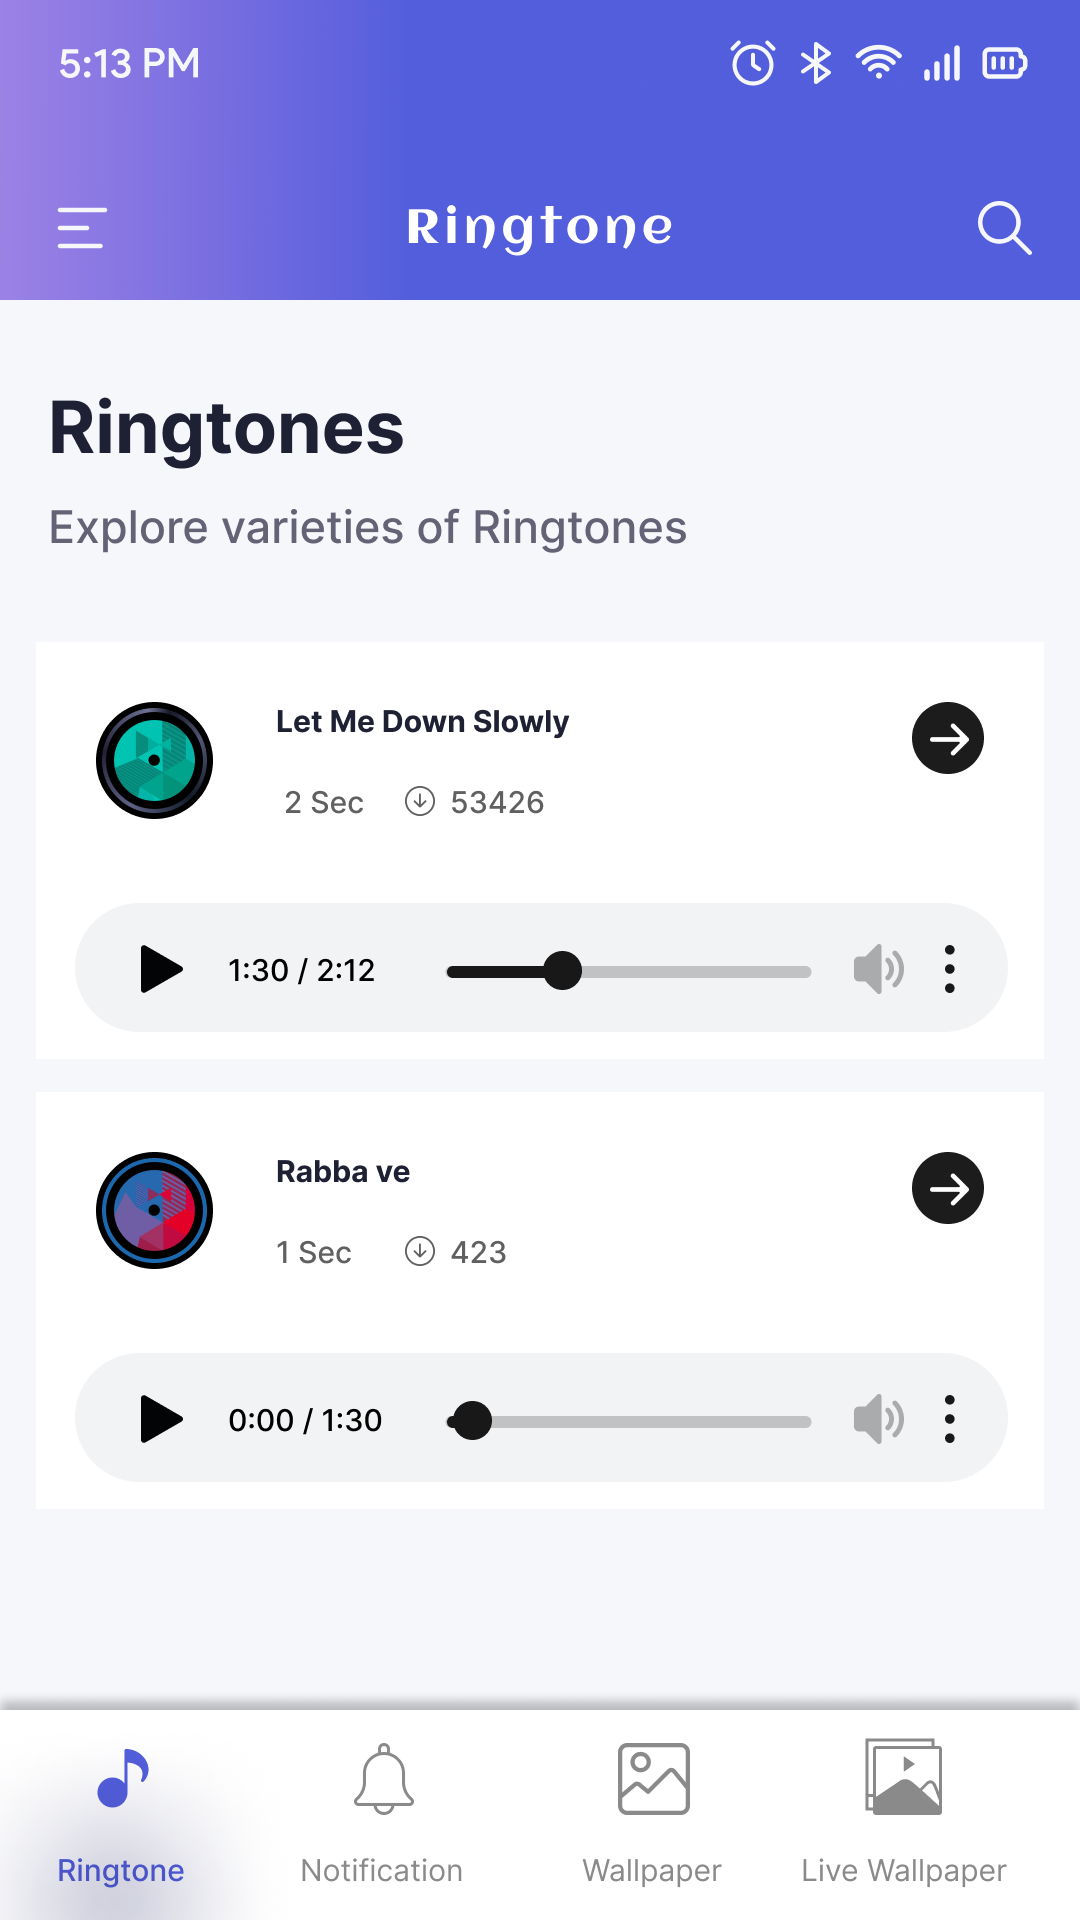 5:13 PM
Ringtone
Ringtones
Explore varieties of Ringtones
Let Me Down Slowly
2 Sec 53426
1:30 / 2:12
Rabba ve
1 Sec 423
0:00 / 1:30
Ringtone Notification Wallpaper Live Wallpaper